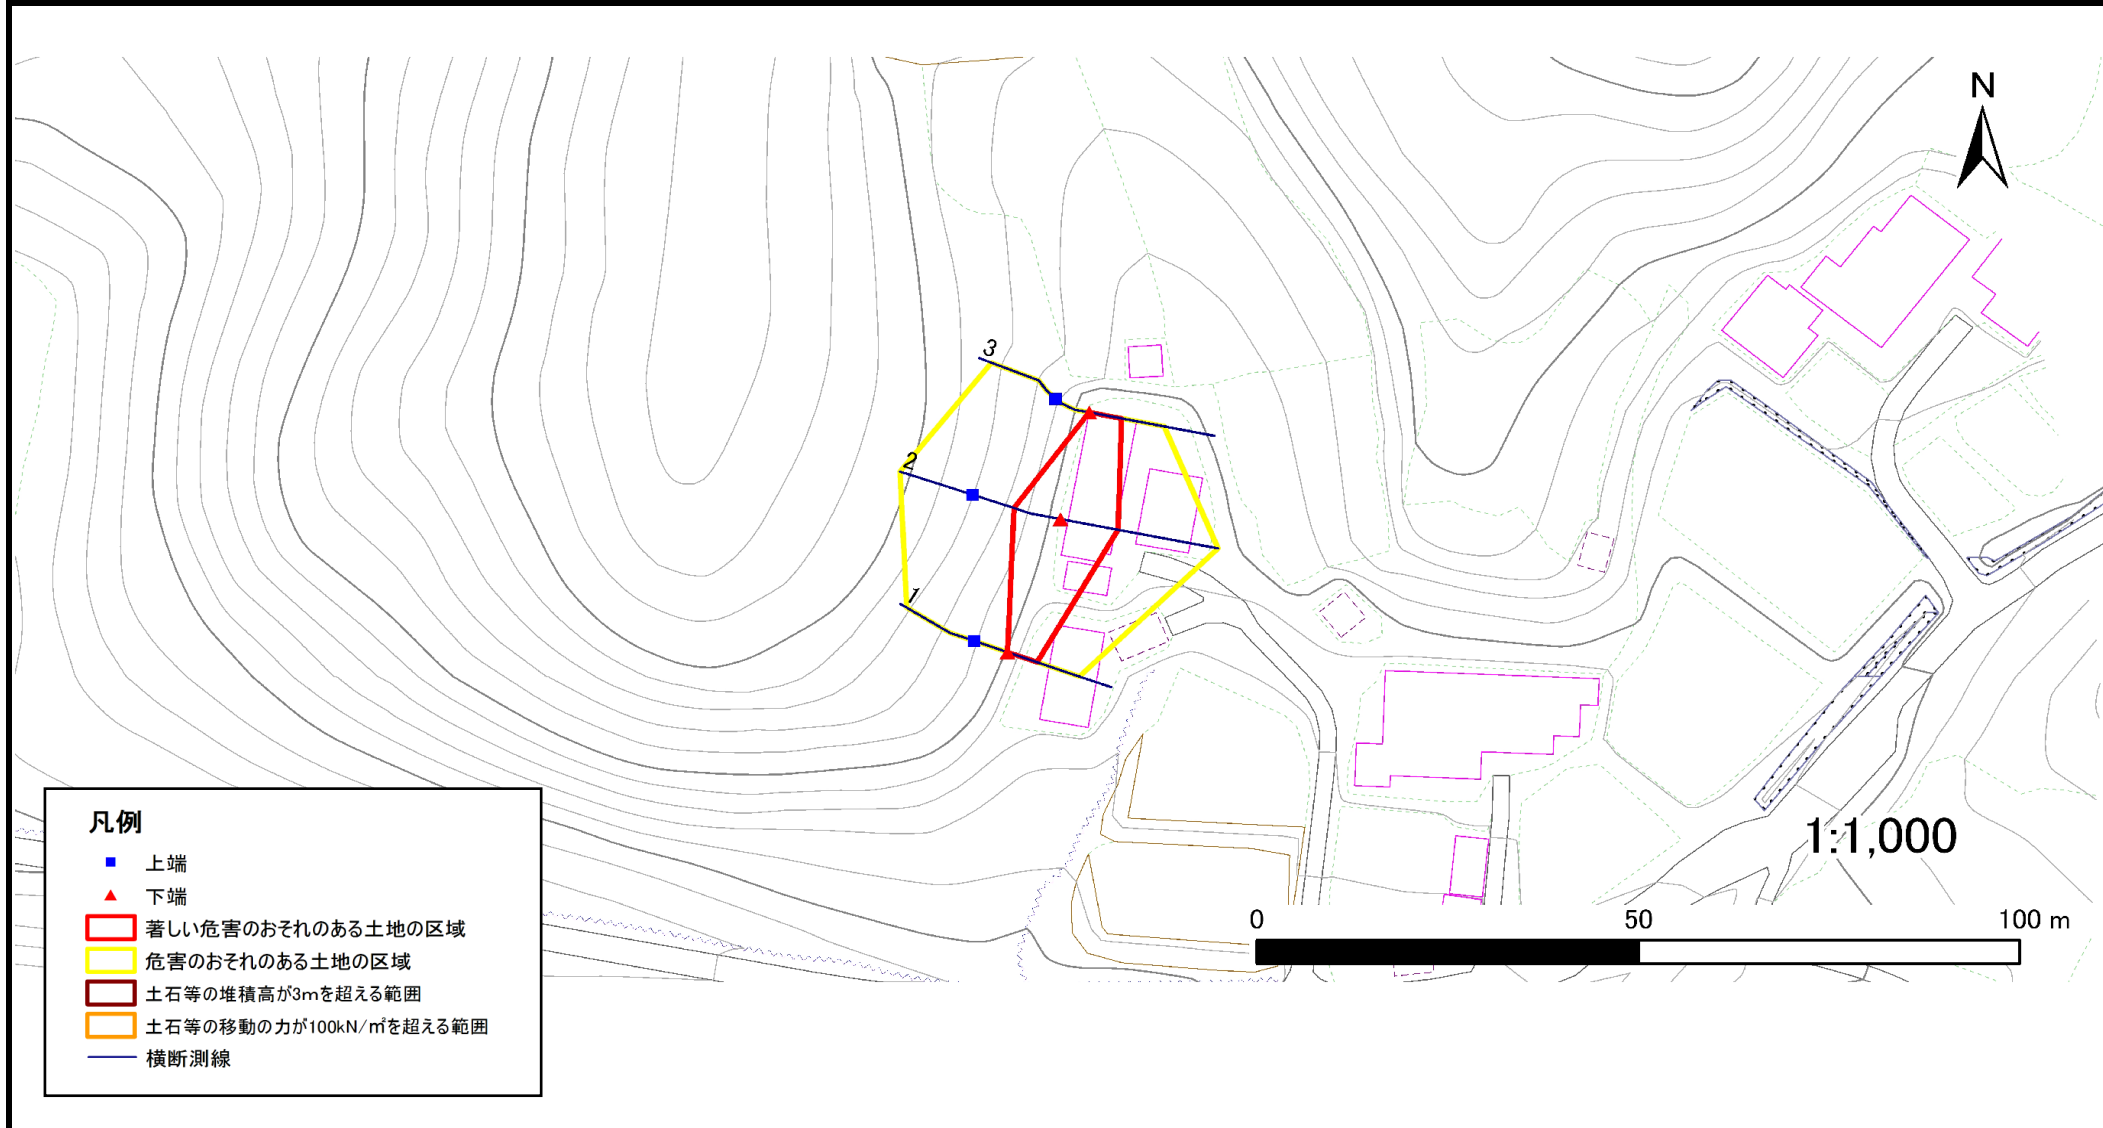 N
3
2
1
凡例
上端
下端
著しい危害のおそれのある土地の区域
危害のおそれのある土地の区域
土石等の堆積高が3mを超える範囲
土石等の移動の力が100kN/㎡を超える範囲
横断測線
1:1,000
0 50 100 m